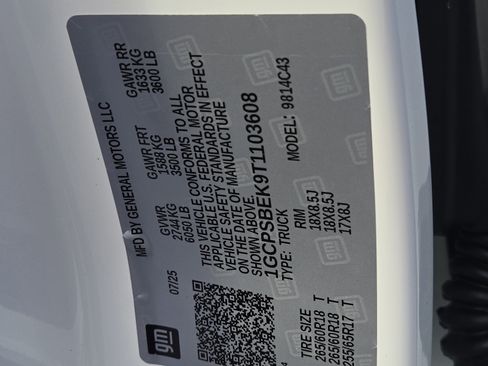 gm
07/25
MFD BY GENERAL MOTORS LLC
GVWR GAWR FRT GAWR RR
2744 KG 1588 KG 1633 KG
6050 LB 3500 LB 3600 LB
THIS VEHICLE CONFORMS TO ALL
APPLICABLE U.S. FEDERAL MOTOR
VEHICLE SAFETY STANDARDS IN EFFECT
ON THE DATE OF MANUFACTURE
1GCPSBEK9T1103608
TYPE: TRUCK MODEL: 9814C43
TIRE SIZE RIM
265/60R18 T 18X8.5J
265/60R18 T 18X8.5J
255/65R17 T 17X8J